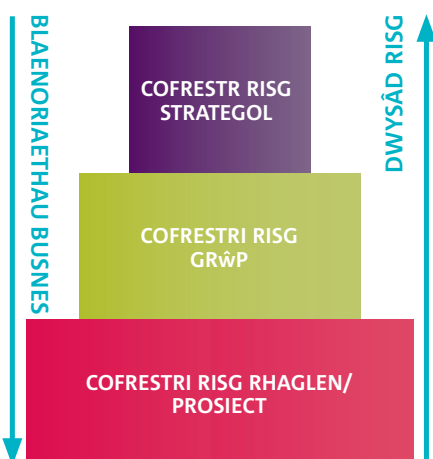 BLAENORIAETHAU BUSNES
COFRESTR RISG
STRATEGOL
COFRESTRI RISG
GRŵP
COFRESTRI RISG RHAGLEN/
PROSIECT
DWYSÂD RISG